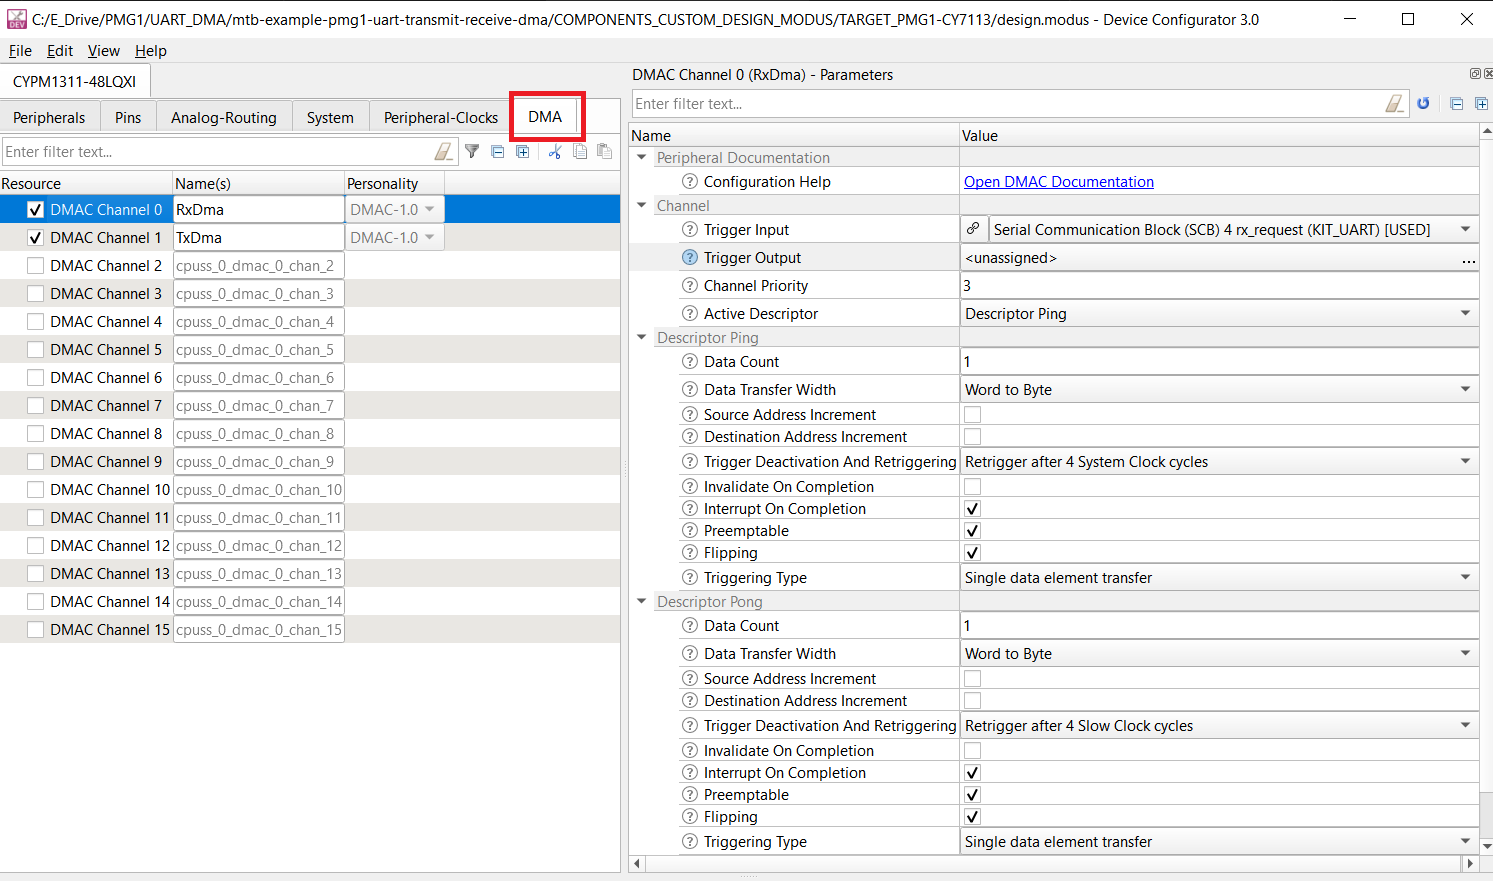 C:/E_Drive/PMG1/UART_DMA/mtb-example-pmg1-uart-transmit-receive-dma/COMPONENTS_CUSTOM_DESIGN_MODUS/TARGET_PMG1-CY7113/design.modus - Device Configurator 3.0
File Edit View Help
CYPM1311-48LQXI
Peripherals Pins Analog-Routing System Peripheral-Clocks DMA
Enter filter text...
Resource Name(s) Personality
DMAC Channel 0 RxDma DMAC-1.0
DMAC Channel 1 TxDma DMAC-1.0
DMAC Channel 2 cpuss_0_dmac_0_chan_2
DMAC Channel 3 cpuss_0_dmac_0_chan_3
DMAC Channel 4 cpuss_0_dmac_0_chan_4
DMAC Channel 5 cpuss_0_dmac_0_chan_5
DMAC Channel 6 cpuss_0_dmac_0_chan_6
DMAC Channel 7 cpuss_0_dmac_0_chan_7
DMAC Channel 8 cpuss_0_dmac_0_chan_8
DMAC Channel 9 cpuss_0_dmac_0_chan_9
DMAC Channel 10 cpuss_0_dmac_0_chan_10
DMAC Channel 11 cpuss_0_dmac_0_chan_11
DMAC Channel 12 cpuss_0_dmac_0_chan_12
DMAC Channel 13 cpuss_0_dmac_0_chan_13
DMAC Channel 14 cpuss_0_dmac_0_chan_14
DMAC Channel 15 cpuss_0_dmac_0_chan_15
DMAC Channel 0 (RxDma) - Parameters
Enter filter text...
Name Value
Peripheral Documentation
Configuration Help Open DMAC Documentation
Channel
Trigger Input Serial Communication Block (SCB) 4 rx_request (KIT_UART) [USED]
Trigger Output <unassigned> ...
Channel Priority 3
Active Descriptor Descriptor Ping
Descriptor Ping
Data Count 1
Data Transfer Width Word to Byte
Source Address Increment
Destination Address Increment
Trigger Deactivation And Retriggering Retrigger after 4 System Clock cycles
Invalidate On Completion
Interrupt On Completion
Preemptable
Flipping
Triggering Type Single data element transfer
Descriptor Pong
Data Count 1
Data Transfer Width Word to Byte
Source Address Increment
Destination Address Increment
Trigger Deactivation And Retriggering Retrigger after 4 Slow Clock cycles
Invalidate On Completion
Interrupt On Completion
Preemptable
Flipping
Triggering Type Single data element transfer